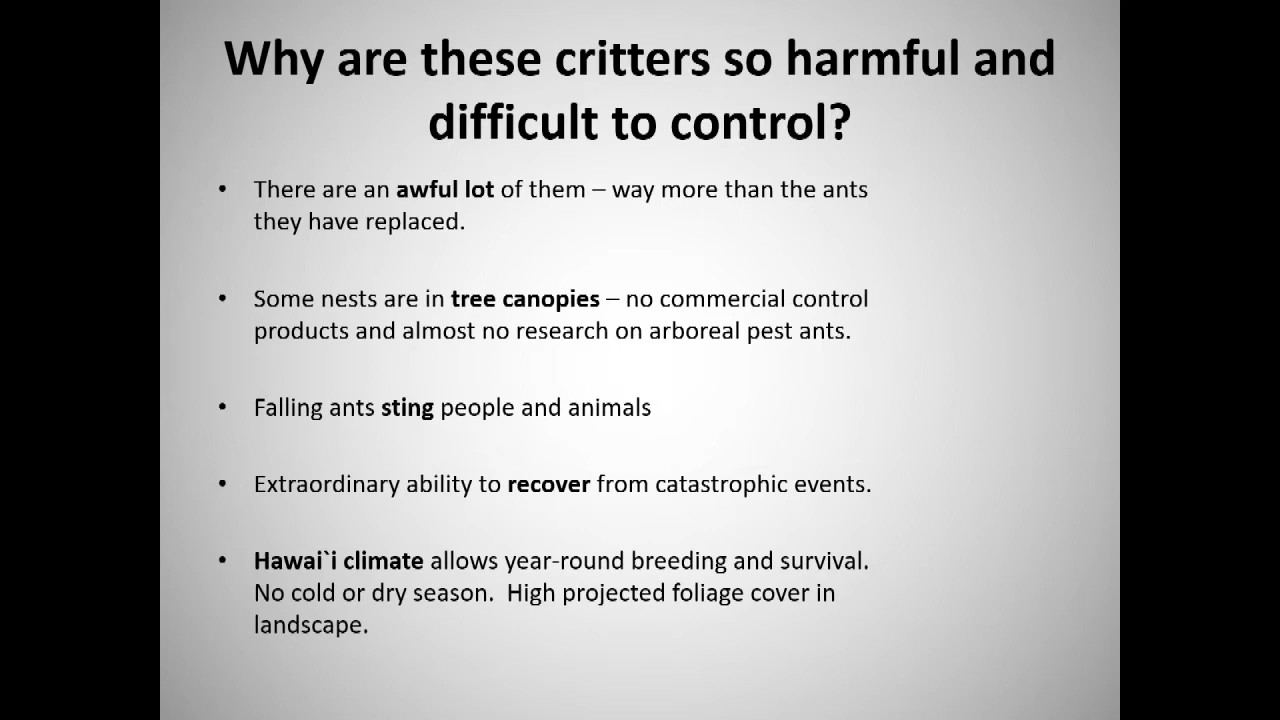 Why are these critters so harmful and
difficult to control?
• There are an awful lot of them – way more than the ants
they have replaced.
• Some nests are in tree canopies – no commercial control
products and almost no research on arboreal pest ants.
• Falling ants sting people and animals
• Extraordinary ability to recover from catastrophic events.
• Hawai`i climate allows year-round breeding and survival.
No cold or dry season.  High projected foliage cover in
landscape.